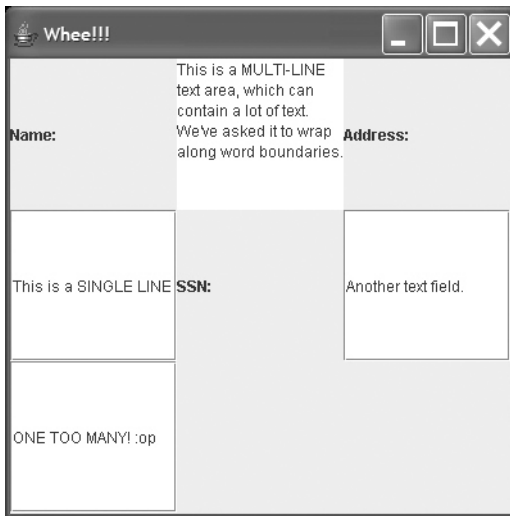 Whee!!!
Name:
This is a MULTI-LINE
text area, which can
contain a lot of text.
We've asked it to wrap
along word boundaries.
Address:
This is a SINGLE LINE
SSN:
Another text field.
ONE TOO MANY! :op